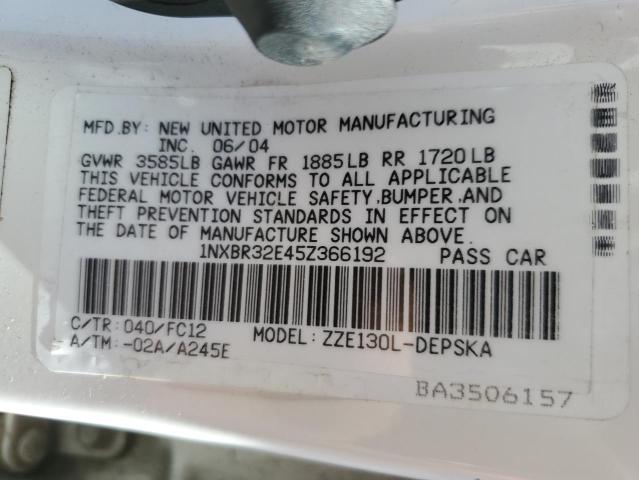 MFD.BY: NEW UNITED MOTOR MANUFACTURING
INC. 06/04
GVWR 3585LB GAWR FR 1885LB RR 1720LB
THIS VEHICLE CONFORMS TO ALL APPLICABLE
FEDERAL MOTOR VEHICLE SAFETY,BUMPER,AND
THEFT PREVENTION STANDARDS IN EFFECT ON
THE DATE OF MANUFACTURE SHOWN ABOVE.
1NXBR32E45Z366192 PASS CAR
C/TR: 040/FC12 MODEL: ZZE130L-DEPSKA
A/TM: -02A/A245E
BA3506157